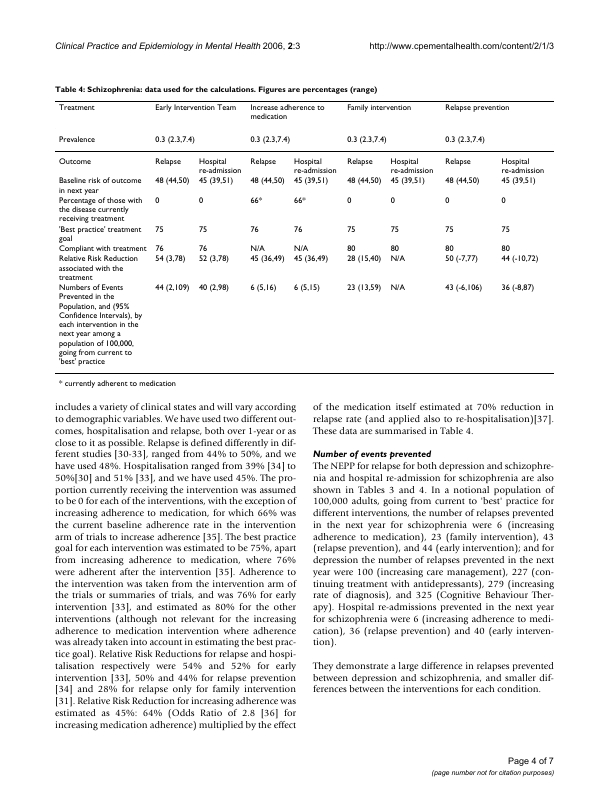 Clinical Practice and Epidemiology in Mental Health 2006, 2:3 http://www.cpementalhealth.com/content/2/1/3
Table 4: Schizophrenia: data used for the calculations. Figures are percentages (range)
Treatment Early Intervention Team Increase adherence to medication Family intervention Relapse prevention
Prevalence 0.3 (2.3,7.4) 0.3 (2.3,7.4) 0.3 (2.3,7.4) 0.3 (2.3,7.4)
Outcome Relapse Hospital re-admission Relapse Hospital re-admission Relapse Hospital re-admission Relapse Hospital re-admission
Baseline risk of outcome in next year 48 (44,50) 45 (39,51) 48 (44,50) 45 (39,51) 48 (44,50) 45 (39,51) 48 (44,50) 45 (39,51)
Percentage of those with the disease currently receiving treatment 0 0 66* 66* 0 0 0 0
'Best practice' treatment goal 75 75 76 76 75 75 75 75
Compliant with treatment 76 76 N/A N/A 80 80 80 80
Relative Risk Reduction associated with the treatment 54 (3,78) 52 (3,78) 45 (36,49) 45 (36,49) 28 (15,40) N/A 50 (-7,77) 44 (-10,72)
Numbers of Events Prevented in the Population, and (95% Confidence Intervals), by each intervention in the next year among a population of 100,000, going from current to 'best' practice 44 (2,109) 40 (2,98) 6 (5,16) 6 (5,15) 23 (13,59) N/A 43 (-6,106) 36 (-8,87)
* currently adherent to medication
includes a variety of clinical states and will vary according
to demographic variables. We have used two different out-
comes, hospitalisation and relapse, both over 1-year or as
close to it as possible. Relapse is defined differently in dif-
ferent studies [30-33], ranged from 44% to 50%, and we
have used 48%. Hospitalisation ranged from 39% [34] to
50%[30] and 51% [33], and we have used 45%. The pro-
portion currently receiving the intervention was assumed
to be 0 for each of the interventions, with the exception of
increasing adherence to medication, for which 66% was
the current baseline adherence rate in the intervention
arm of trials to increase adherence [35]. The best practice
goal for each intervention was estimated to be 75%, apart
from increasing adherence to medication, where 76%
were adherent after the intervention [35]. Adherence to
the intervention was taken from the intervention arm of
the trials or summaries of trials, and was 76% for early
intervention [33], and estimated as 80% for the other
interventions (although not relevant for the increasing
adherence to medication intervention where adherence
was already taken into account in estimating the best prac-
tice goal). Relative Risk Reductions for relapse and hospi-
talisation respectively were 54% and 52% for early
intervention [33], 50% and 44% for relapse prevention
[34] and 28% for relapse only for family intervention
[31]. Relative Risk Reduction for increasing adherence was
estimated as 45%: 64% (Odds Ratio of 2.8 [36] for
increasing medication adherence) multiplied by the effect
of the medication itself estimated at 70% reduction in
relapse rate (and applied also to re-hospitalisation)[37].
These data are summarised in Table 4.
Number of events prevented
The NEPP for relapse for both depression and schizophre-
nia and hospital re-admission for schizophrenia are also
shown in Tables 3 and 4. In a notional population of
100,000 adults, going from current to 'best' practice for
different interventions, the number of relapses prevented
in the next year for schizophrenia were 6 (increasing
adherence to medication), 23 (family intervention), 43
(relapse prevention), and 44 (early intervention); and for
depression the number of relapses prevented in the next
year were 100 (increasing care management), 227 (con-
tinuing treatment with antidepressants), 279 (increasing
rate of diagnosis), and 325 (Cognitive Behaviour Ther-
apy). Hospital re-admissions prevented in the next year
for schizophrenia were 6 (increasing adherence to medi-
cation), 36 (relapse prevention) and 40 (early interven-
tion).
They demonstrate a large difference in relapses prevented
between depression and schizophrenia, and smaller dif-
ferences between the interventions for each condition.
Page 4 of 7
(page number not for citation purposes)